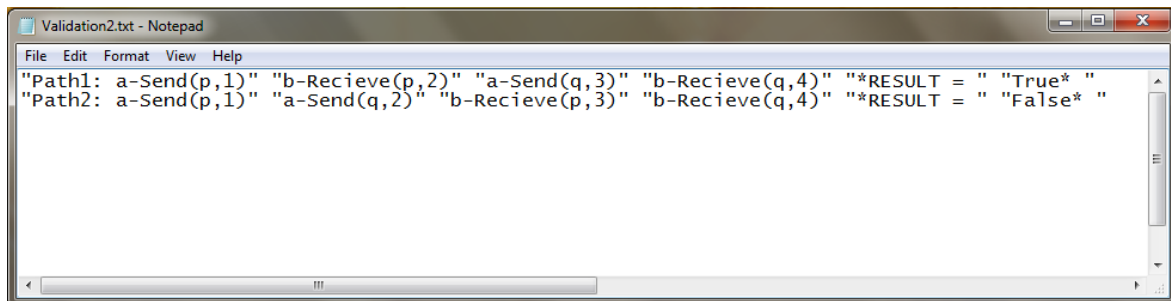 Validation2.txt - Notepad
File Edit Format View Help
"Path1: a-Send(p,1)" "b-Recieve(p,2)" "a-Send(q,3)" "b-Recieve(q,4)" "*RESULT = " "True* "
"Path2: a-Send(p,1)" "a-Send(q,2)" "b-Recieve(p,3)" "b-Recieve(q,4)" "*RESULT = " "False* "